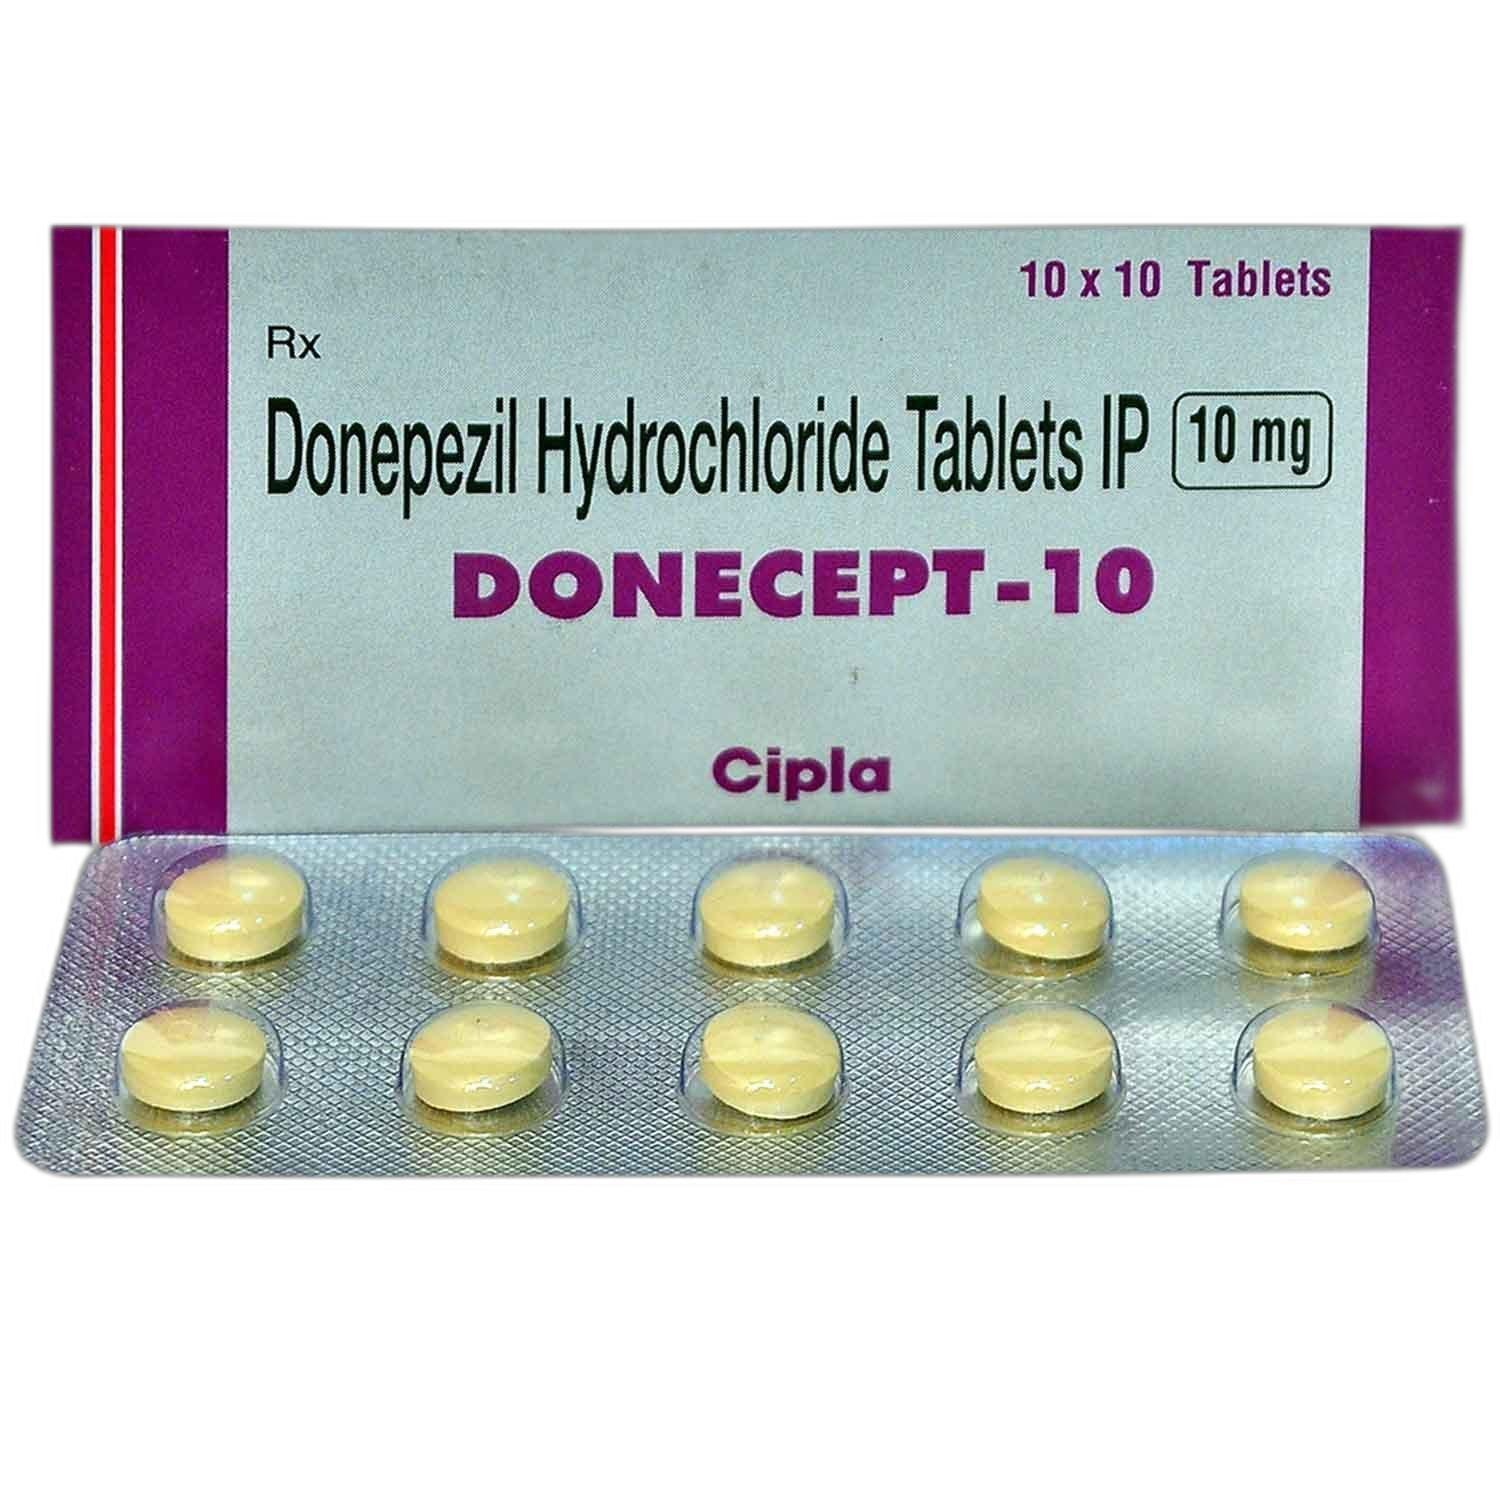 10 x 10 Tablets
Rx
Donepezil Hydrochloride Tablets IP 10 mg
DONECEPT-10
Cipla